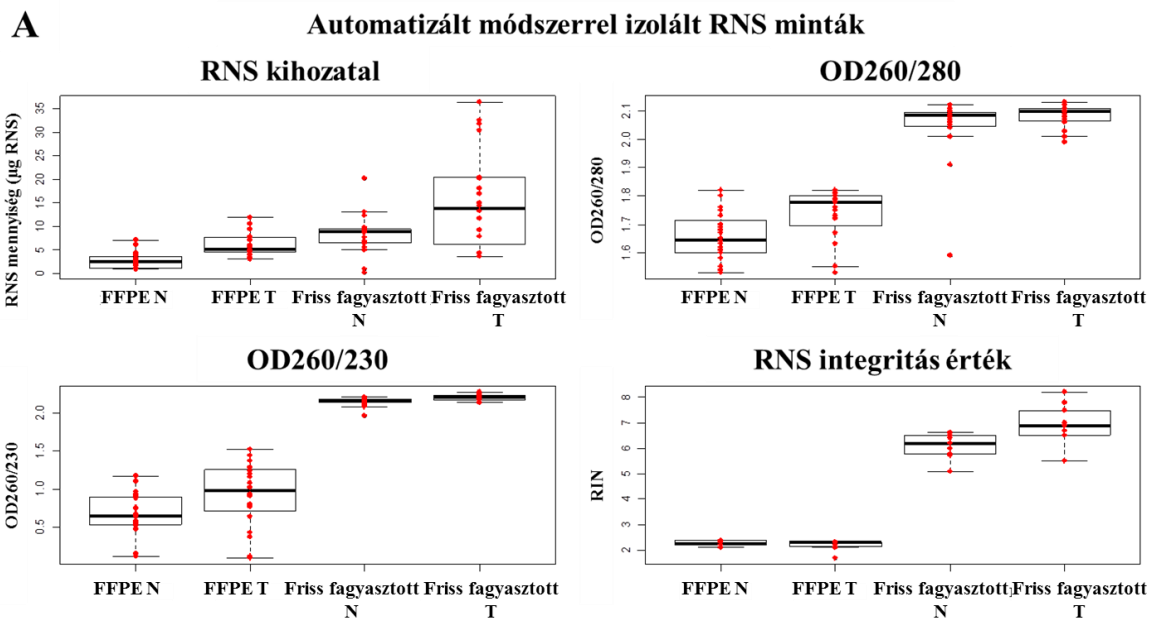 A
Automatizált módszerrel izolált RNS minták
RNS kihozatal
RNS mennyiség (µg RNS)
35
30
25
20
15
10
5
0
FFPE N
FFPE T
Friss fagyasztott
N
Friss fagyasztott
T
OD260/280
OD260/280
2.1
2.0
1.9
1.8
1.7
1.6
FFPE N
FFPE T
Friss fagyasztott
N
Friss fagyasztott
T
OD260/230
OD260/230
2.0
1.5
1.0
0.5
FFPE N
FFPE T
Friss fagyasztott
N
Friss fagyasztott
T
RNS integritás érték
RIN
8
7
6
5
4
3
2
FFPE N
FFPE T
Friss fagyasztott
N
Friss fagyasztott
T